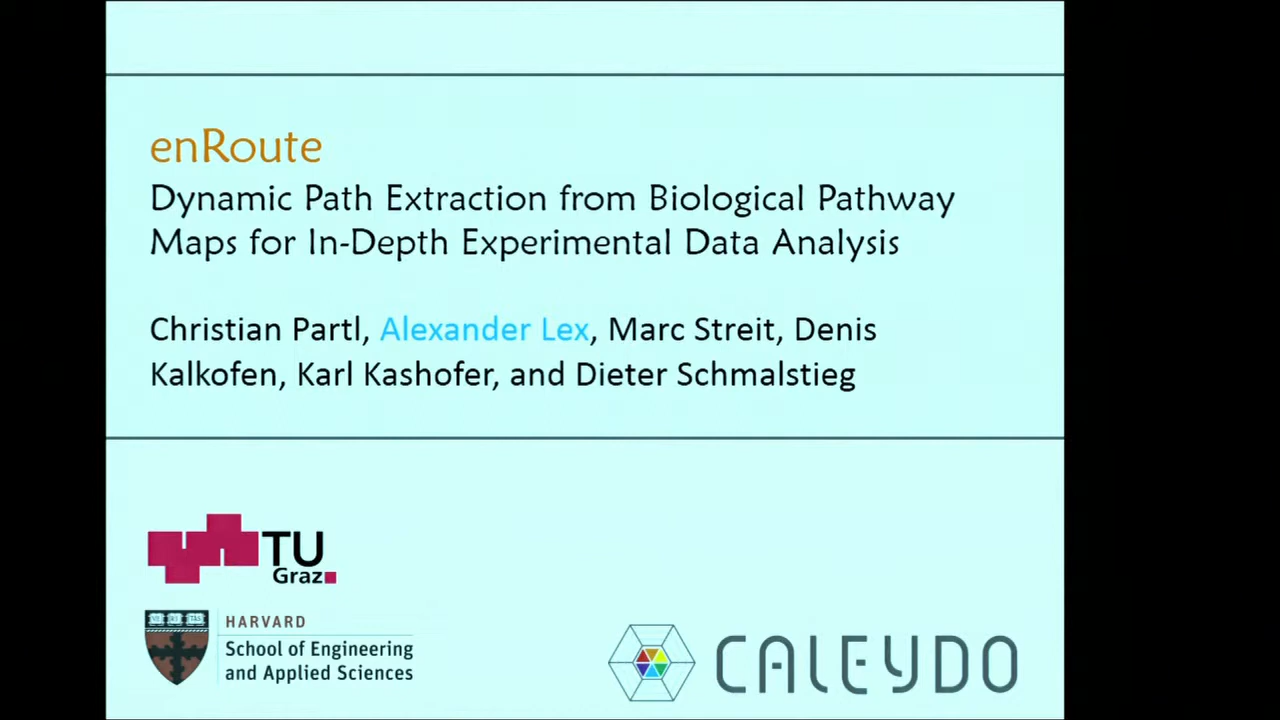 enRoute
Dynamic Path Extraction from Biological Pathway
Maps for In-Depth Experimental Data Analysis
Christian Partl, Alexander Lex, Marc Streit, Denis
Kalkofen, Karl Kashofer, and Dieter Schmalstieg
TU
Graz
HARVARD
School of Engineering
and Applied Sciences
CALEYDO